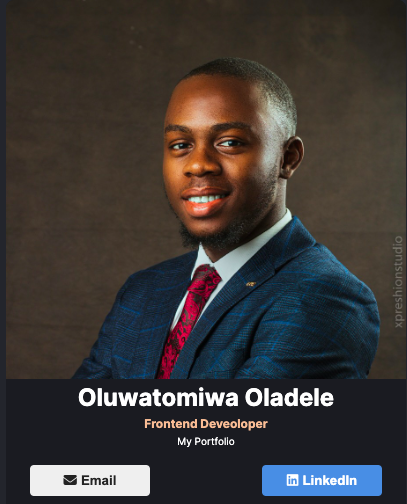 xpreshionstudio
Oluwatomiwa Oladele
Frontend Deveoloper
My Portfolio
Email
LinkedIn